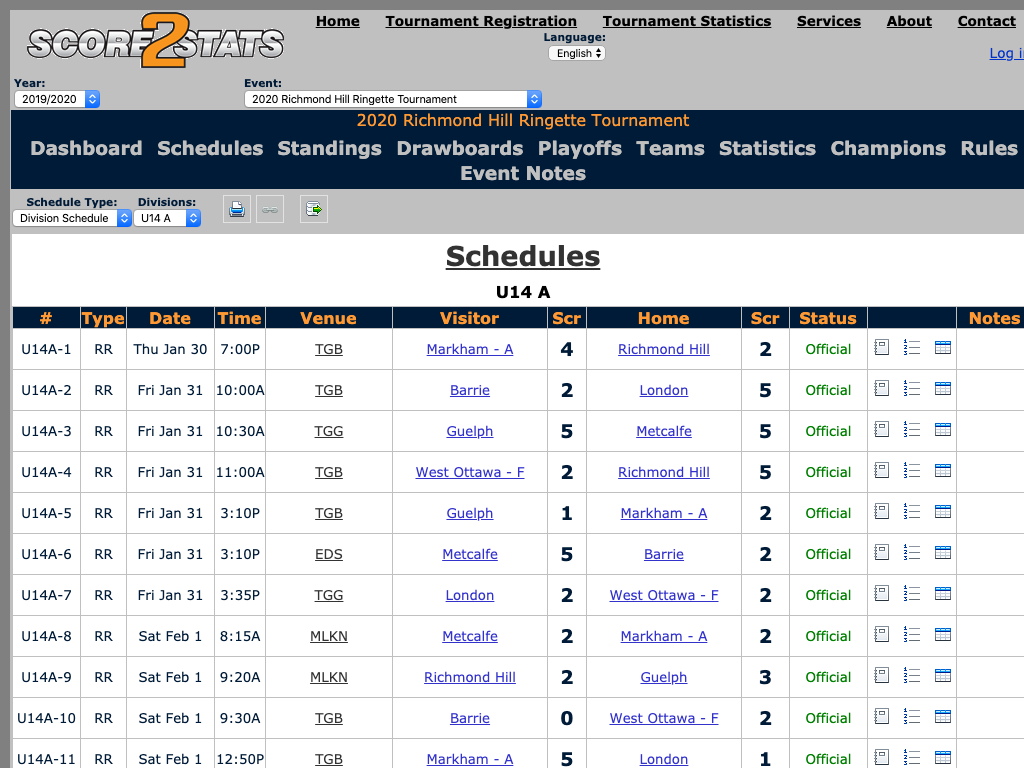 SCORE2STATS
Home Tournament Registration Tournament Statistics Services About Contact
Language:
English
Log i
Year: Event:
2019/2020 2020 Richmond Hill Ringette Tournament
2020 Richmond Hill Ringette Tournament
Dashboard Schedules Standings Drawboards Playoffs Teams Statistics Champions Rules
Event Notes
Schedule Type: Divisions:
Division Schedule U14 A
Schedules
U14 A
# Type Date Time Venue Visitor Scr Home Scr Status Notes
U14A-1 RR Thu Jan 30 7:00P TGB Markham - A 4 Richmond Hill 2 Official
U14A-2 RR Fri Jan 31 10:00A TGB Barrie 2 London 5 Official
U14A-3 RR Fri Jan 31 10:30A TGG Guelph 5 Metcalfe 5 Official
U14A-4 RR Fri Jan 31 11:00A TGB West Ottawa - F 2 Richmond Hill 5 Official
U14A-5 RR Fri Jan 31 3:10P TGB Guelph 1 Markham - A 2 Official
U14A-6 RR Fri Jan 31 3:10P EDS Metcalfe 5 Barrie 2 Official
U14A-7 RR Fri Jan 31 3:35P TGG London 2 West Ottawa - F 2 Official
U14A-8 RR Sat Feb 1 8:15A MLKN Metcalfe 2 Markham - A 2 Official
U14A-9 RR Sat Feb 1 9:20A MLKN Richmond Hill 2 Guelph 3 Official
U14A-10 RR Sat Feb 1 9:30A TGB Barrie 0 West Ottawa - F 2 Official
U14A-11 RR Sat Feb 1 12:50P TGB Markham - A 5 London 1 Official